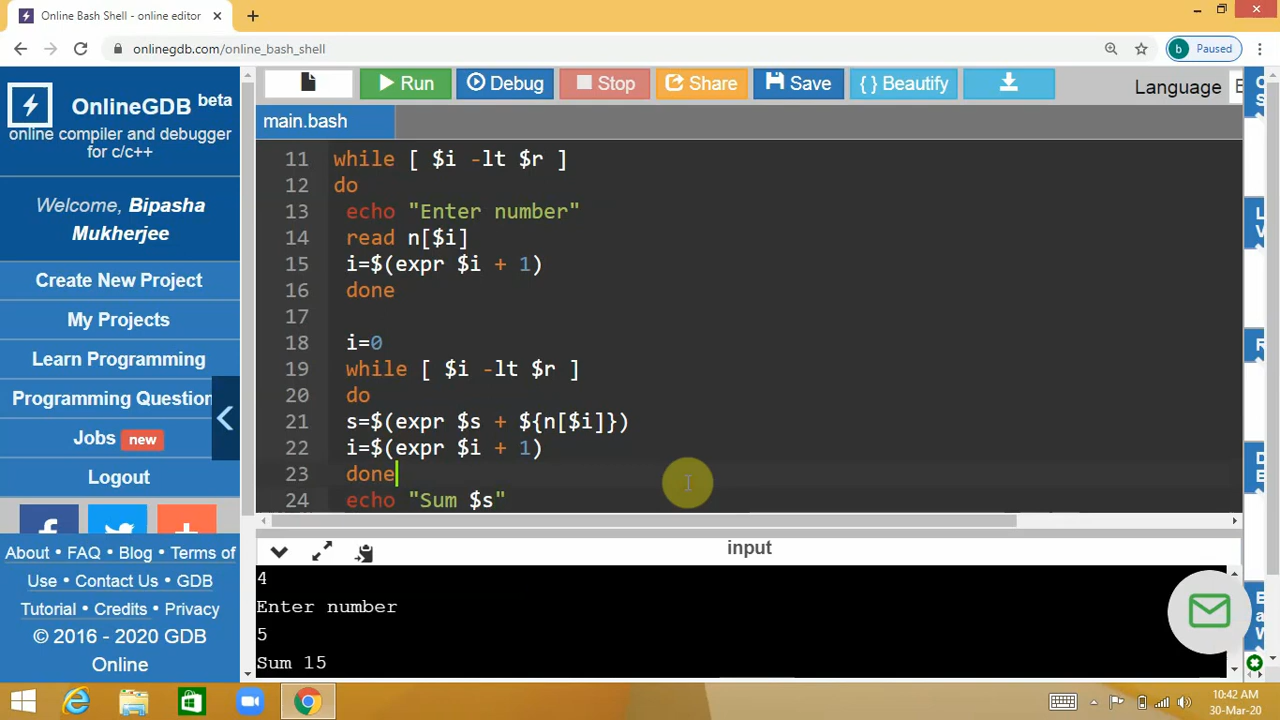 Online Bash Shell - online editor
onlinegdb.com/online_bash_shell
b Paused
OnlineGDB beta
online compiler and debugger
for c/c++
Welcome, Bipasha
Mukherjee
Create New Project
My Projects
Learn Programming
Programming Question
Jobs new
Logout
About • FAQ • Blog • Terms of
Use • Contact Us • GDB
Tutorial • Credits • Privacy
© 2016 - 2020 GDB
Online
Run Debug Stop Share Save { } Beautify
Language
main.bash
11 while [ $i -lt $r ]
12 do
13 echo "Enter number"
14 read n[$i]
15 i=$(expr $i + 1)
16 done
17
18 i=0
19 while [ $i -lt $r ]
20 do
21 s=$(expr $s + ${n[$i]})
22 i=$(expr $i + 1)
23 done
24 echo "Sum $s"
input
4
Enter number
5
Sum 15
10:42 AM
30-Mar-20